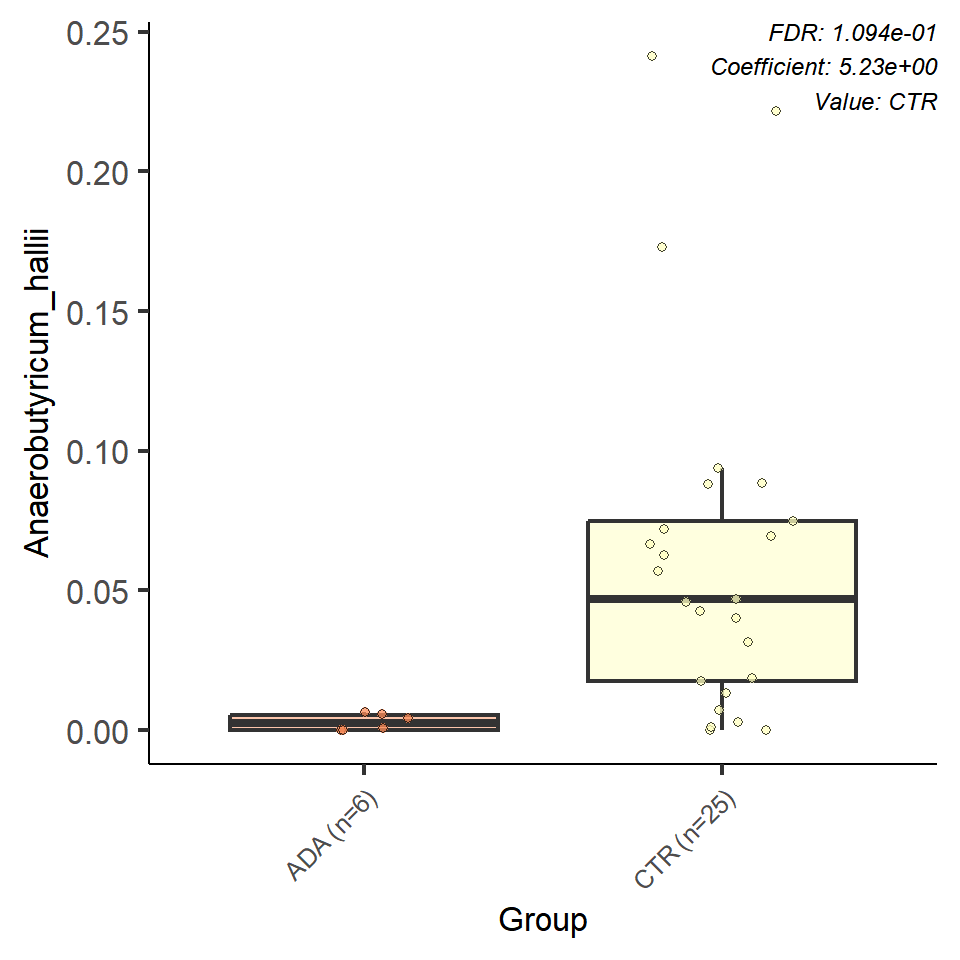 FDR: 1.094e-01
Coefficient: 5.23e+00
Value: CTR
Anaerobutyricum_hallii
0.25
0.20
0.15
0.10
0.05
0.00
ADA (n=6)
CTR (n=25)
Group